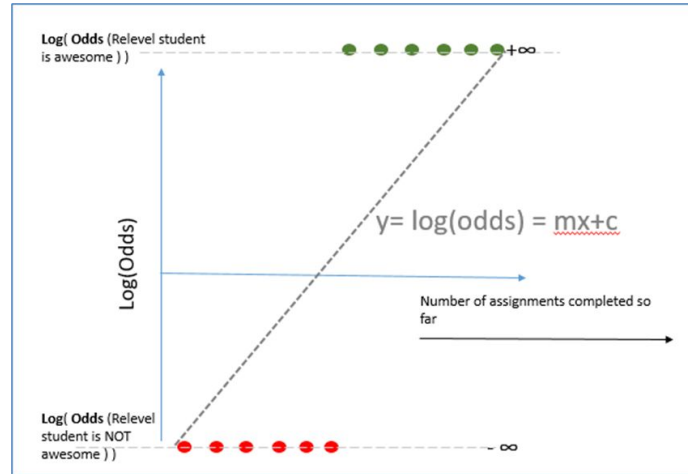 Log( Odds (Relevel student
is awesome ) )
+∞
Log(Odds)
y= log(odds) = mx+c
Number of assignments completed so
far
Log( Odds (Relevel
student is NOT
awesome ) )
- ∞